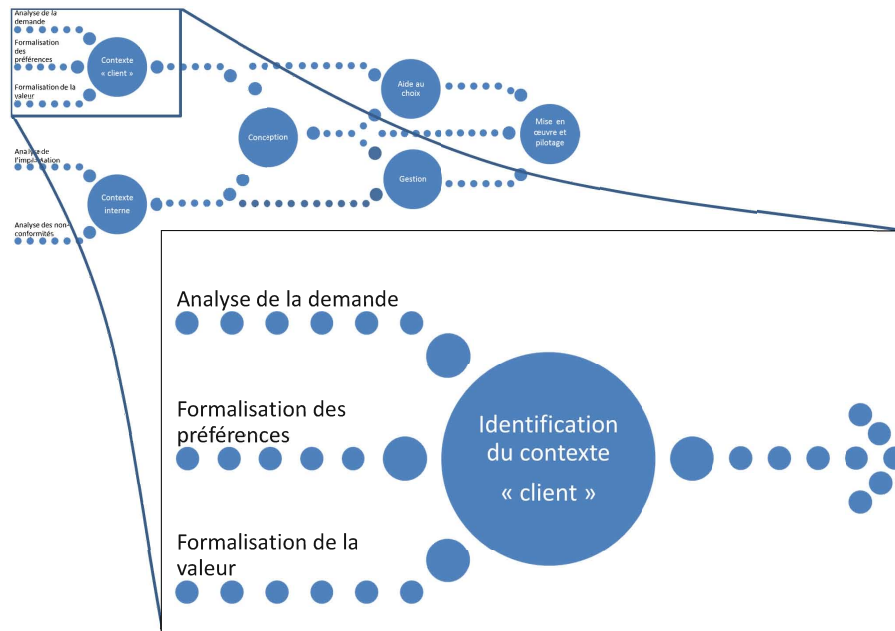 Analyse de la
demande
Formalisation
des
préférences
Formalisation de la
valeur
Contexte
« client »
Analyse de
l'implantation
Analyse des non-
conformités
Contexte
interne
Conception
Aide au
choix
Gestion
Mise en
œuvre et
pilotage
Analyse de la demande
Formalisation des
préférences
Formalisation de la
valeur
Identification
du contexte
« client »